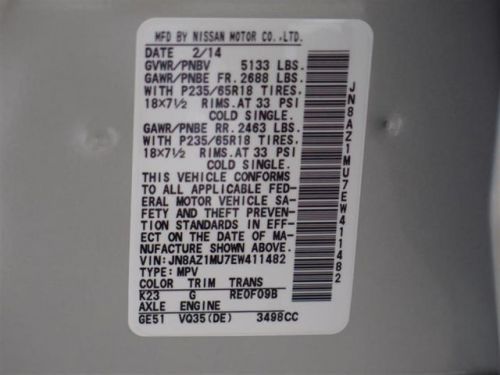 MFD BY NISSAN MOTOR CO.,LTD.
DATE 2/14
GVWR/PNBV 5133 LBS.
GAWR/PNBE FR. 2688 LBS.
WITH P235/65R18 TIRES.
18×7½ RIMS.AT 33 PSI
COLD SINGLE.
GAWR/PNBE RR. 2463 LBS.
WITH P235/65R18 TIRES.
18×7½ RIMS.AT 33 PSI
COLD SINGLE.
THIS VEHICLE CONFORMS
TO ALL APPLICABLE FED-
ERAL MOTOR VEHICLE SA-
FETY AND THEFT PREVEN-
TION STANDARDS IN EFF-
ECT ON THE DATE OF MA-
NUFACTURE SHOWN ABOVE.
VIN: JN8AZ1MU7EW411482
TYPE: MPV
COLOR TRIM TRANS
K23 G RE0F09B
AXLE ENGINE
GE51 VQ35(DE) 3498CC
JN8AZ1MU7EW411482